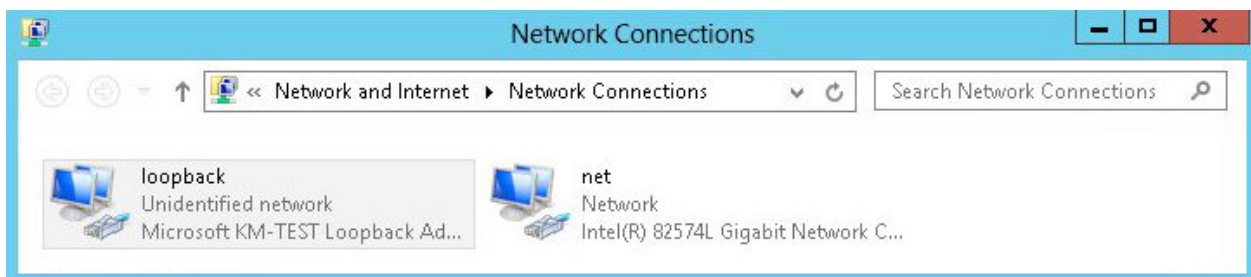 Network Connections
x
« Network and Internet ▸ Network Connections
Search Network Connections
loopback
Unidentified network
Microsoft KM-TEST Loopback Ad...
net
Network
Intel(R) 82574L Gigabit Network C...